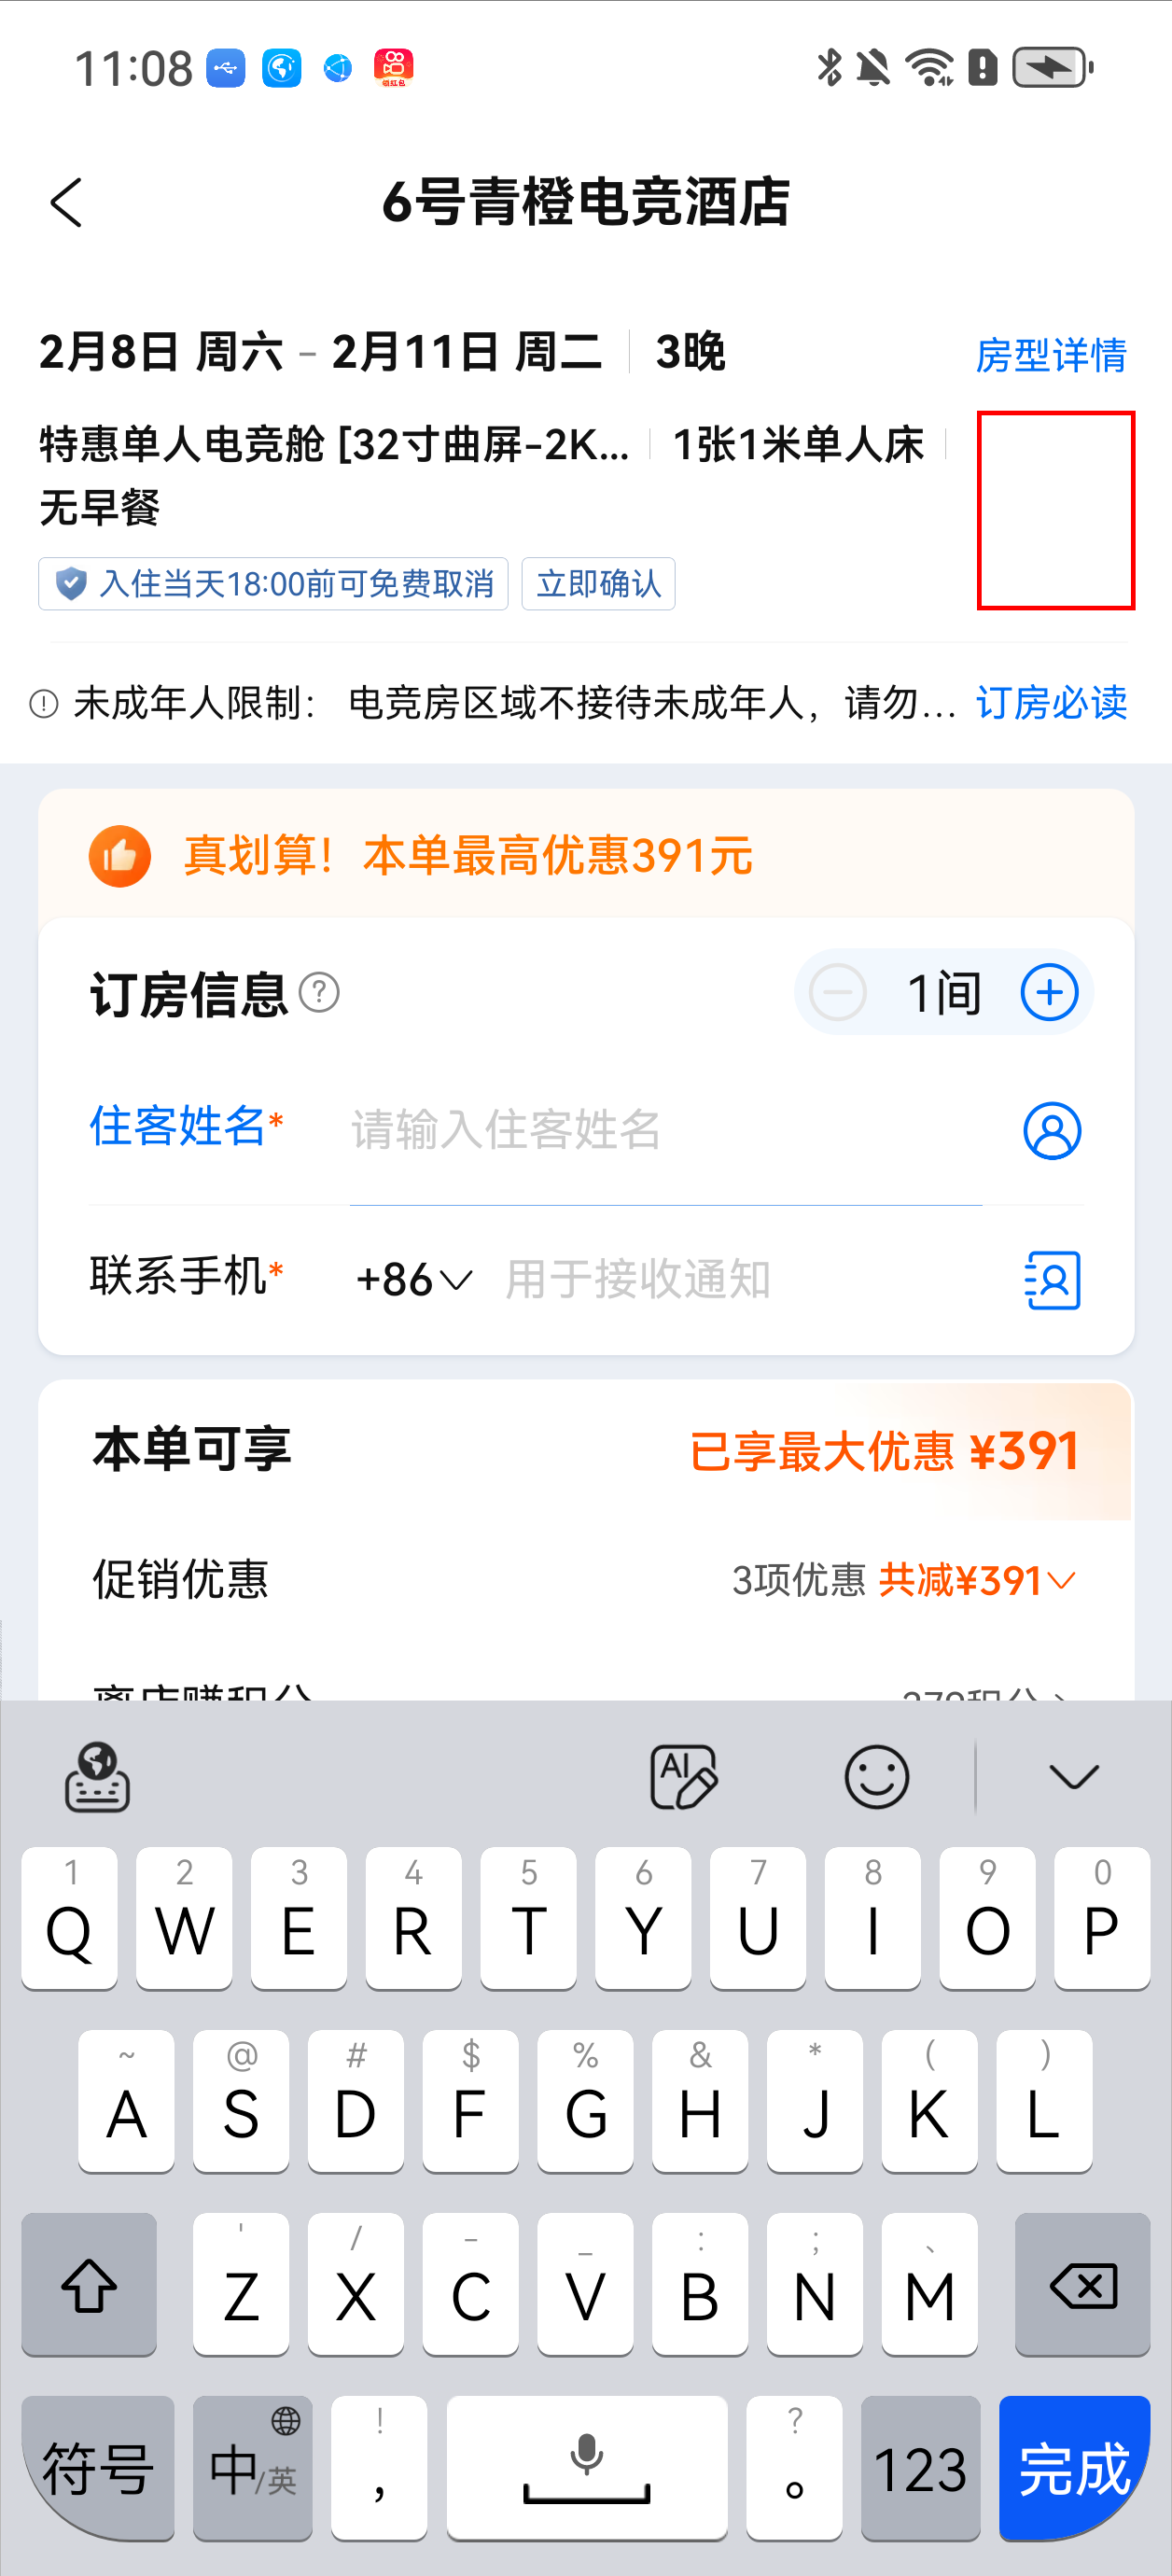 11:08
领红包
6号青橙电竞酒店
2月8日 周六 - 2月11日 周二 3晚 房型详情
特惠单人电竞舱 [32寸曲屏-2K... 1张1米单人床
无早餐
入住当天18:00前可免费取消 立即确认
未成年人限制： 电竞房区域不接待未成年人，请勿... 订房必读
真划算！本单最高优惠391元
订房信息 ? 1间
住客姓名* 请输入住客姓名
联系手机* +86 用于接收通知
本单可享 已享最大优惠 ¥391
促销优惠 3项优惠 共减¥391
AI
1 2 3 4 5 6 7 8 9 0
Q W E R T Y U I O P
~ @ # $ % & * ( )
A S D F G H J K L
' / - _ : ; 、
Z X C V B N M
符号 中/英 ! ， ? 。 123 完成